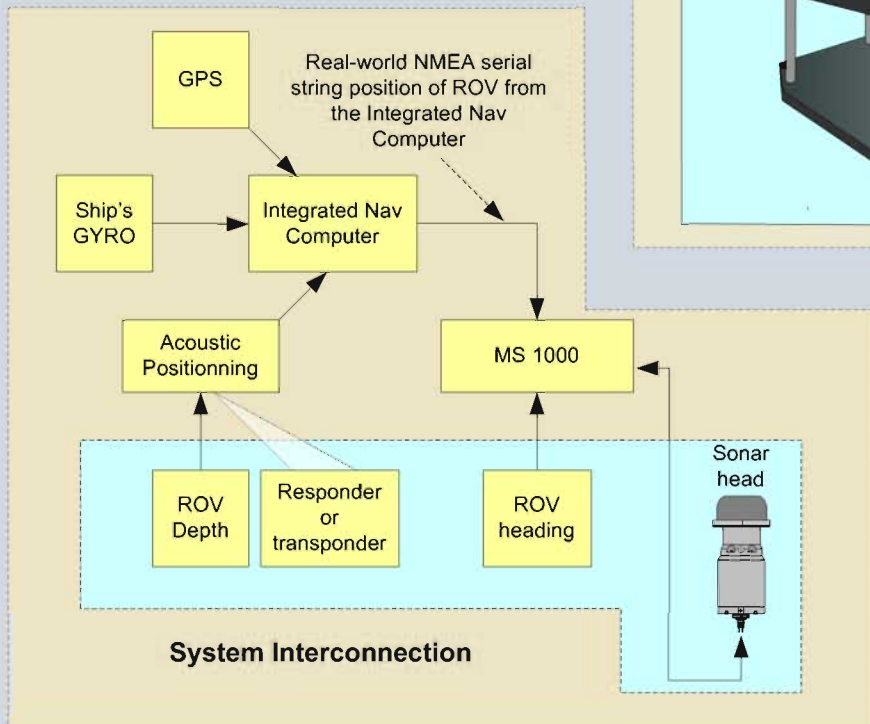 GPS
Real-world NMEA serial
string position of ROV from
the Integrated Nav
Computer
Ship's
GYRO
Integrated Nav
Computer
Acoustic
Positionning
MS 1000
ROV
Depth
Responder
or
transponder
ROV
heading
Sonar
head
System Interconnection